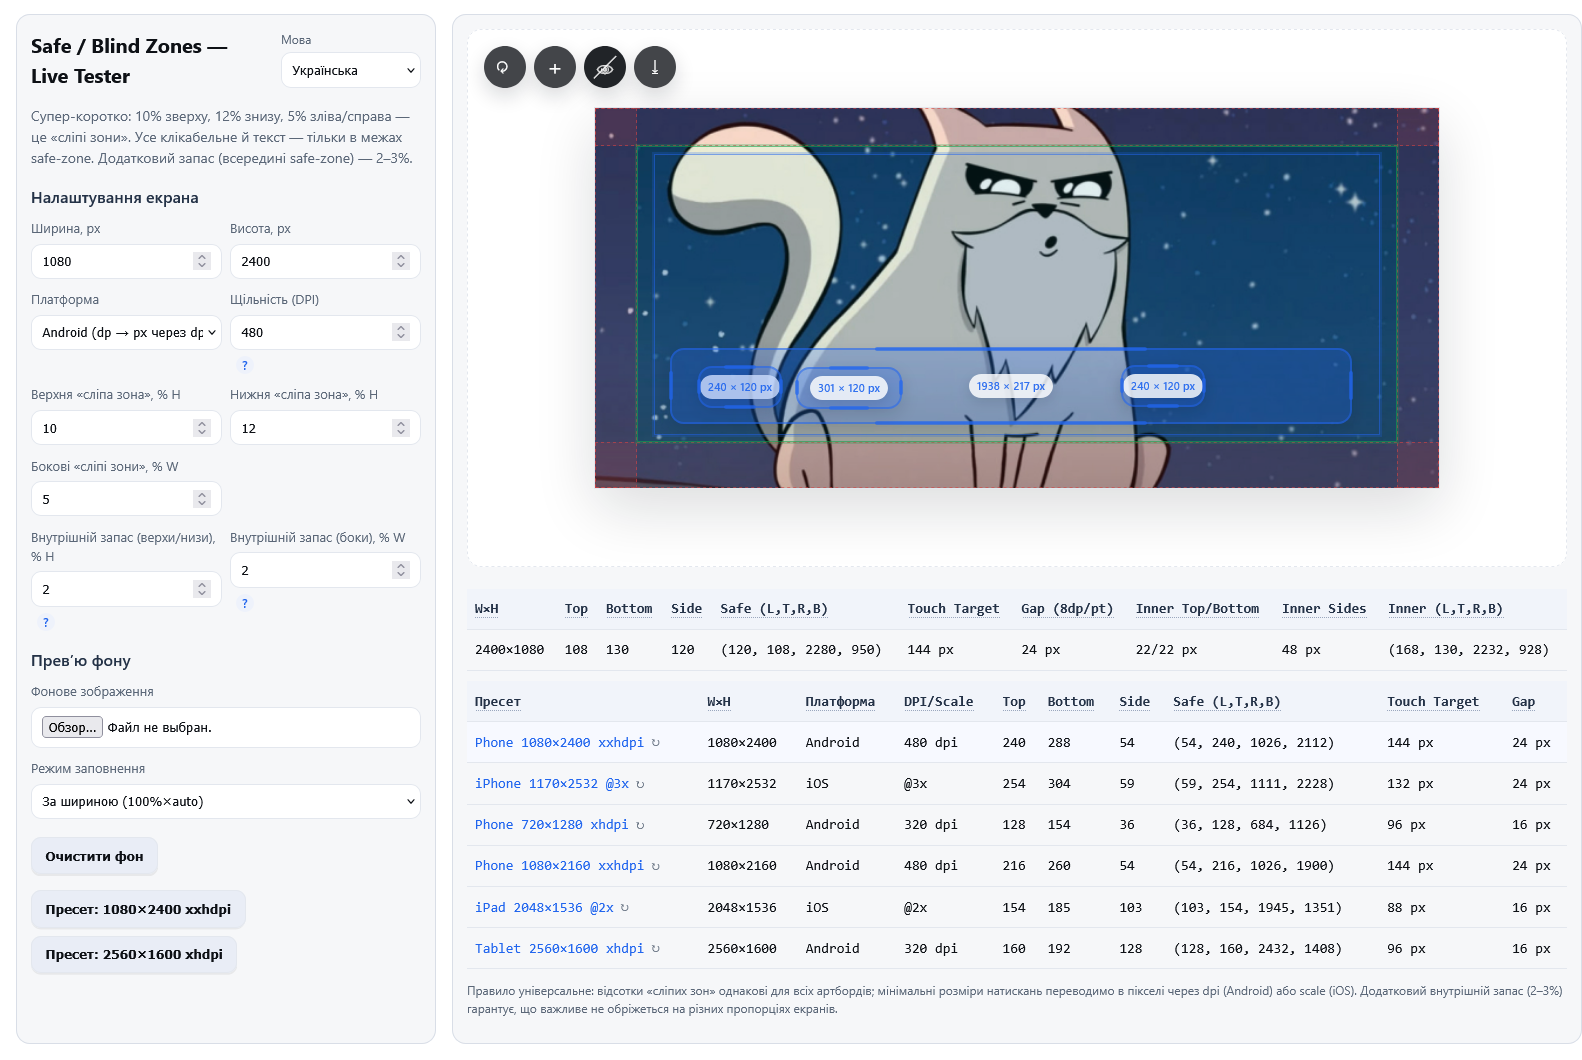 Safe / Blind Zones —
Live Tester
Мова
Українська
Супер-коротко: 10% зверху, 12% знизу, 5% зліва/справа —
це «сліпі зони». Усе клікабельне й текст — тільки в межах
safe-zone. Додатковий запас (всередині safe-zone) — 2–3%.
Налаштування екрана
Ширина, px
Висота, px
1080
2400
Платформа
Щільність (DPI)
Android (dp → px через dp
480
?
Верхня «сліпа зона», % H
Нижня «сліпа зона», % H
10
12
Бокові «сліпі зони», % W
5
Внутрішній запас (верхи/низи),
% H
Внутрішній запас (боки), % W
2
2
?
?
Прев’ю фону
Фонове зображення
Обзор... Файл не выбран.
Режим заповнення
За шириною (100%×auto)
Очистити фон
Пресет: 1080×2400 xxhdpi
Пресет: 2560×1600 xhdpi
240 × 120 px
301 × 120 px
1938 × 217 px
240 × 120 px
W×H Top Bottom Side Safe (L,T,R,B) Touch Target Gap (8dp/pt) Inner Top/Bottom Inner Sides Inner (L,T,R,B)
2400×1080 108 130 120 (120, 108, 2280, 950) 144 px 24 px 22/22 px 48 px (168, 130, 2232, 928)
Пресет W×H Платформа DPI/Scale Top Bottom Side Safe (L,T,R,B) Touch Target Gap
Phone 1080×2400 xxhdpi ↻ 1080×2400 Android 480 dpi 240 288 54 (54, 240, 1026, 2112) 144 px 24 px
iPhone 1170×2532 @3x ↻ 1170×2532 iOS @3x 254 304 59 (59, 254, 1111, 2228) 132 px 24 px
Phone 720×1280 xhdpi ↻ 720×1280 Android 320 dpi 128 154 36 (36, 128, 684, 1126) 96 px 16 px
Phone 1080×2160 xxhdpi ↻ 1080×2160 Android 480 dpi 216 260 54 (54, 216, 1026, 1900) 144 px 24 px
iPad 2048×1536 @2x ↻ 2048×1536 iOS @2x 154 185 103 (103, 154, 1945, 1351) 88 px 16 px
Tablet 2560×1600 xhdpi ↻ 2560×1600 Android 320 dpi 160 192 128 (128, 160, 2432, 1408) 96 px 16 px
Правило універсальне: відсотки «сліпих зон» однакові для всіх артбордів; мінімальні розміри натискань переводимо в пікселі через dpi (Android) або scale (iOS). Додатковий внутрішній запас (2–3%)
гарантує, що важливе не обріжеться на різних пропорціях екранів.